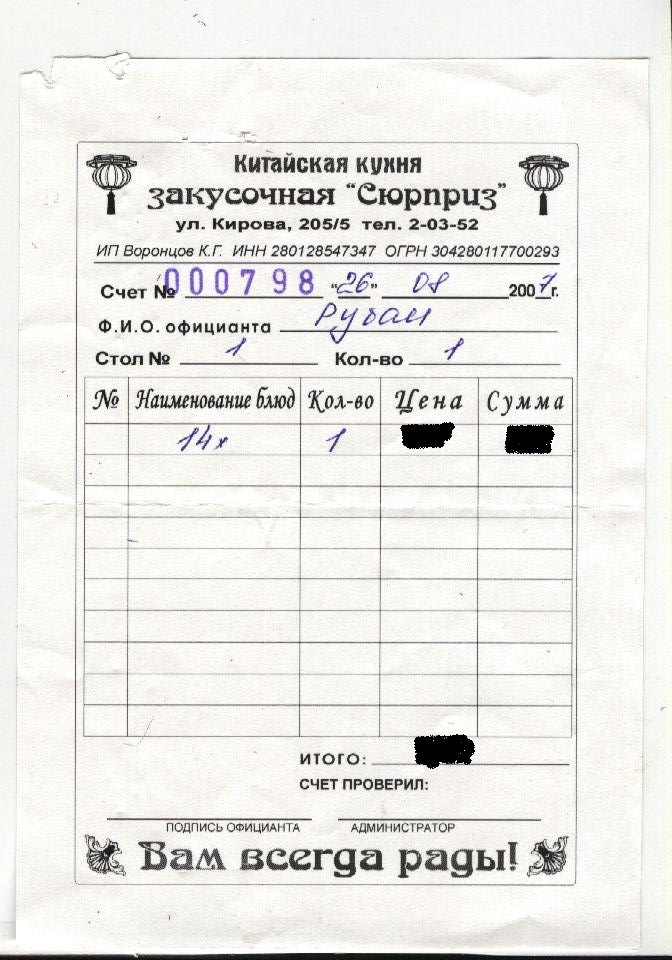 Китайская кухня
закусочная "Сюрприз"
ул. Кирова, 205/5 тел. 2-03-52
ИП Воронцов К.Г. ИНН 280128547347 ОГРН 304280117700293
Счет № 000798 "26" 08 2007г.
Ф.И.О. официанта
Стол № 1 Кол-во 1
№ Наименование блюд Кол-во Цена Сумма
14х 1
ИТОГО:
СЧЕТ ПРОВЕРИЛ:
ПОДПИСЬ ОФИЦИАНТА АДМИНИСТРАТОР
Вам всегда рады!